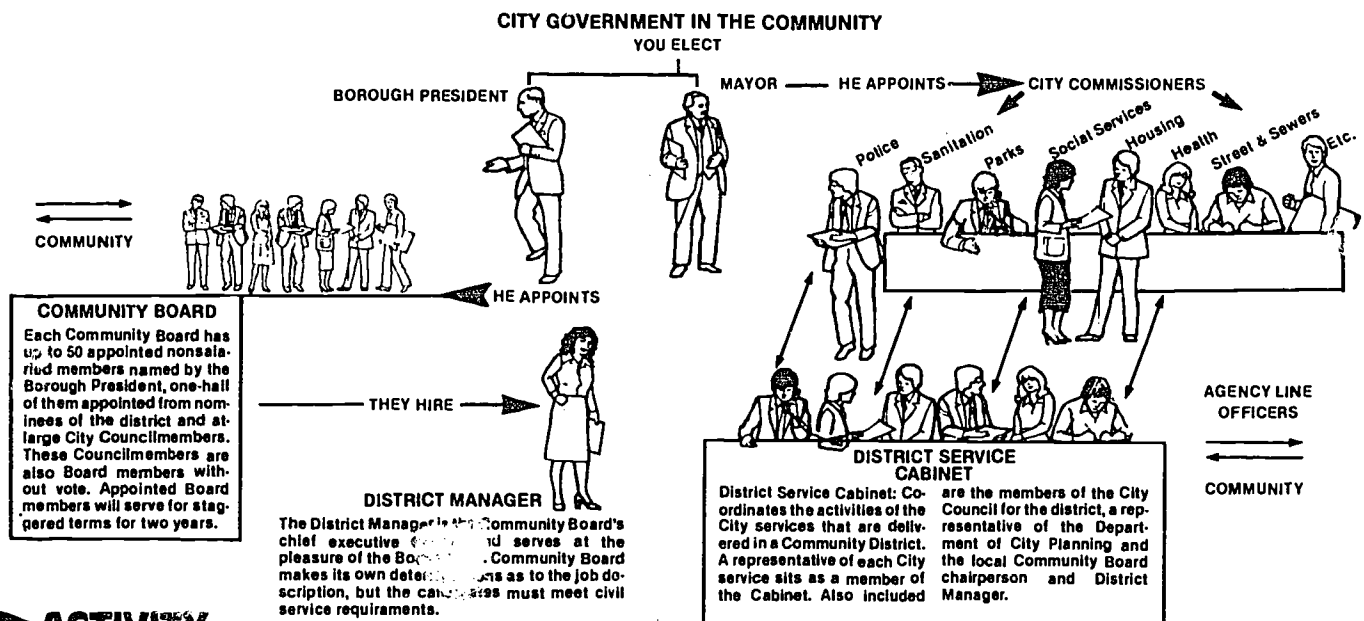 CITY GOVERNMENT IN THE COMMUNITY
YOU ELECT
BOROUGH PRESIDENT
MAYOR
HE APPOINTS
CITY COMMISSIONERS
Police
Sanitation
Parks
Social Services
Housing
Health
Street & Sewers
Etc.
COMMUNITY
HE APPOINTS
COMMUNITY BOARD
Each Community Board has
up to 50 appointed nonsala-
ried members named by the
Borough President, one-half
of them appointed from nom-
inees of the district and at-
large City Councilmembers.
These Councilmembers are
also Board members with-
out vote. Appointed Board
members will serve for stag-
gered terms for two years.
THEY HIRE
DISTRICT MANAGER
The District Manager is the Community Board's
chief executive and serves at the
pleasure of the Community Board
makes its own as to the job de-
scription, but the must meet civil
service requirements.
DISTRICT SERVICE
CABINET
District Service Cabinet: Co-
ordinates the activities of the
City services that are deliv-
ered in a Community District.
A representative of each City
service sits as a member of
the Cabinet. Also included
are the members of the City
Council for the district, a rep-
resentative of the Depart-
ment of City Planning and
the local Community Board
chairperson and District
Manager.
AGENCY LINE
OFFICERS
COMMUNITY
ACTIVITY